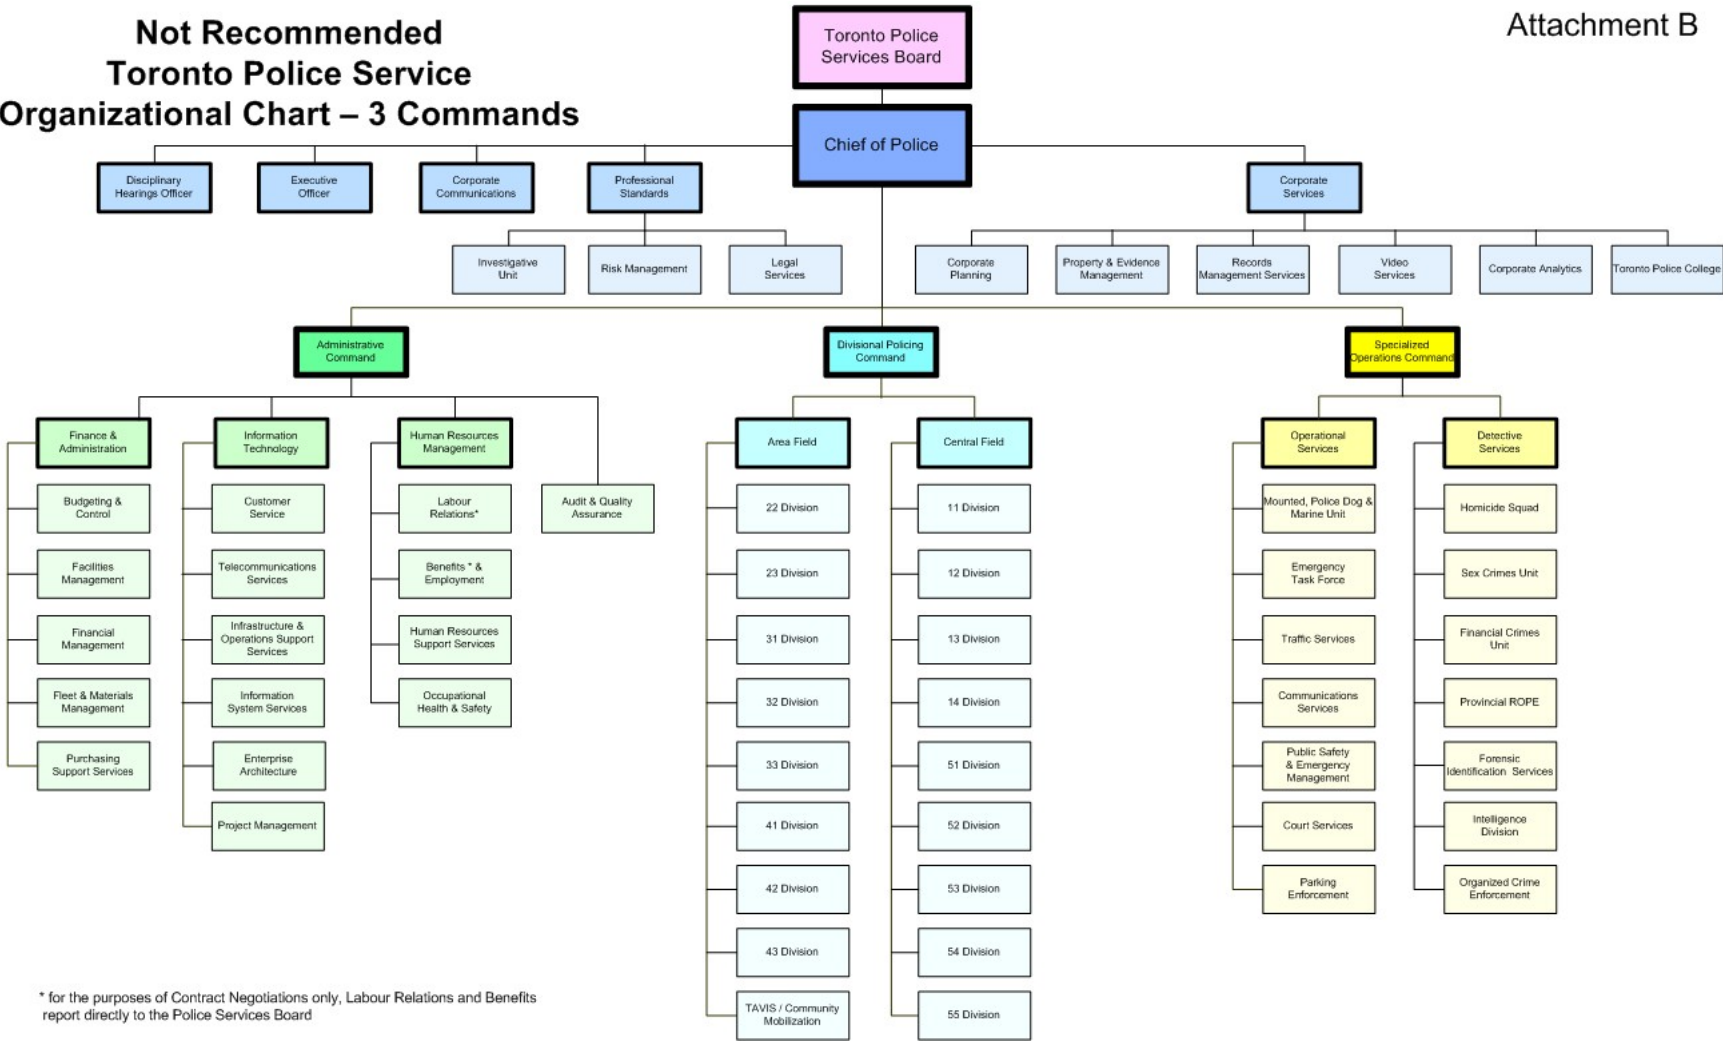 Not Recommended
Toronto Police Service
Organizational Chart – 3 Commands
Attachment B
Toronto Police
Services Board
Chief of Police
Disciplinary
Hearings Officer
Executive
Officer
Corporate
Communications
Professional
Standards
Corporate
Services
Investigative
Unit
Risk Management
Legal
Services
Corporate
Planning
Property & Evidence
Management
Records
Management Services
Video
Services
Corporate Analytics
Toronto Police College
Administrative
Command
Divisional Policing
Command
Specialized
Operations Command
Finance &
Administration
Budgeting &
Control
Facilities
Management
Financial
Management
Fleet & Materials
Management
Purchasing
Support Services
Information
Technology
Customer
Service
Telecommunications
Services
Infrastructure &
Operations Support
Services
Information
System Services
Enterprise
Architecture
Project Management
Human Resources
Management
Labour
Relations*
Benefits * &
Employment
Human Resources
Support Services
Occupational
Health & Safety
Audit & Quality
Assurance
Area Field
22 Division
23 Division
31 Division
32 Division
33 Division
41 Division
42 Division
43 Division
TAVIS / Community
Mobilization
Central Field
11 Division
12 Division
13 Division
14 Division
51 Division
52 Division
53 Division
54 Division
55 Division
Operational
Services
Mounted, Police Dog &
Marine Unit
Emergency
Task Force
Traffic Services
Communications
Services
Public Safety
& Emergency
Management
Court Services
Parking
Enforcement
Detective
Services
Homicide Squad
Sex Crimes Unit
Financial Crimes
Unit
Provincial ROPE
Forensic
Identification Services
Intelligence
Division
Organized Crime
Enforcement
* for the purposes of Contract Negotiations only, Labour Relations and Benefits
report directly to the Police Services Board